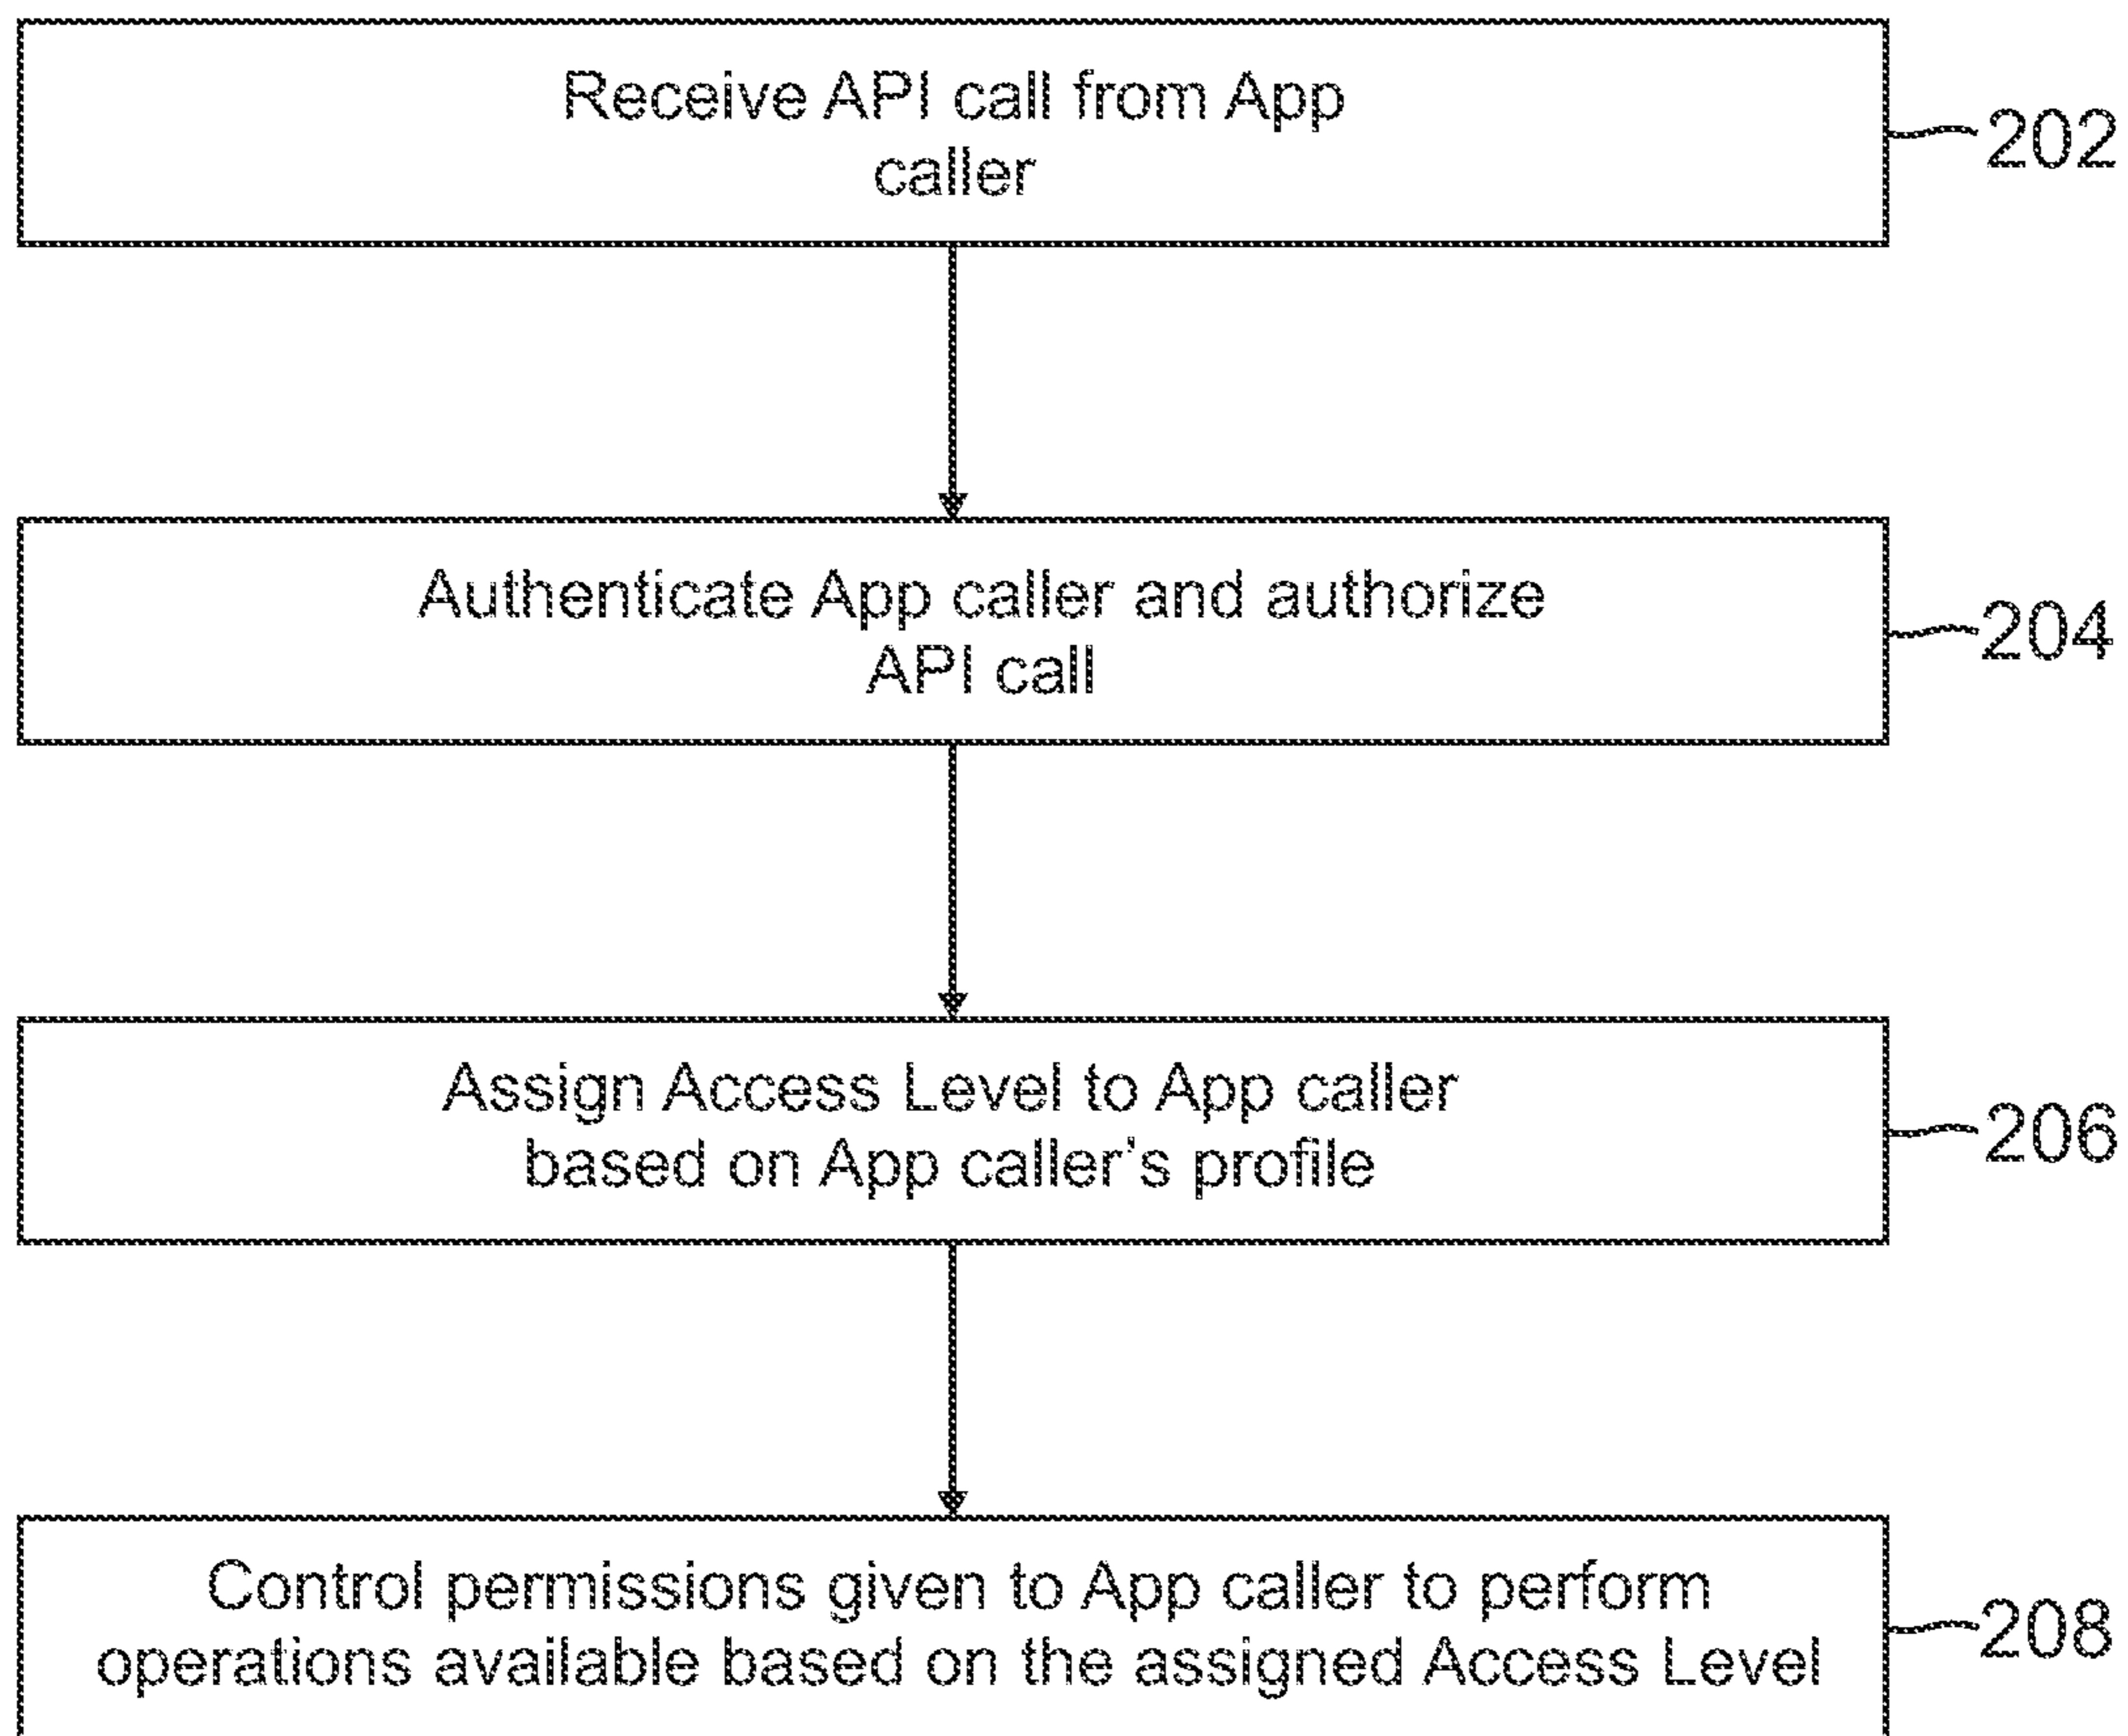 Receive API call from App
caller
202
Authenticate App caller and authorize
API call
204
Assign Access Level to App caller
based on App caller's profile
206
Control permissions given to App caller to perform
operations available based on the assigned Access Level
208